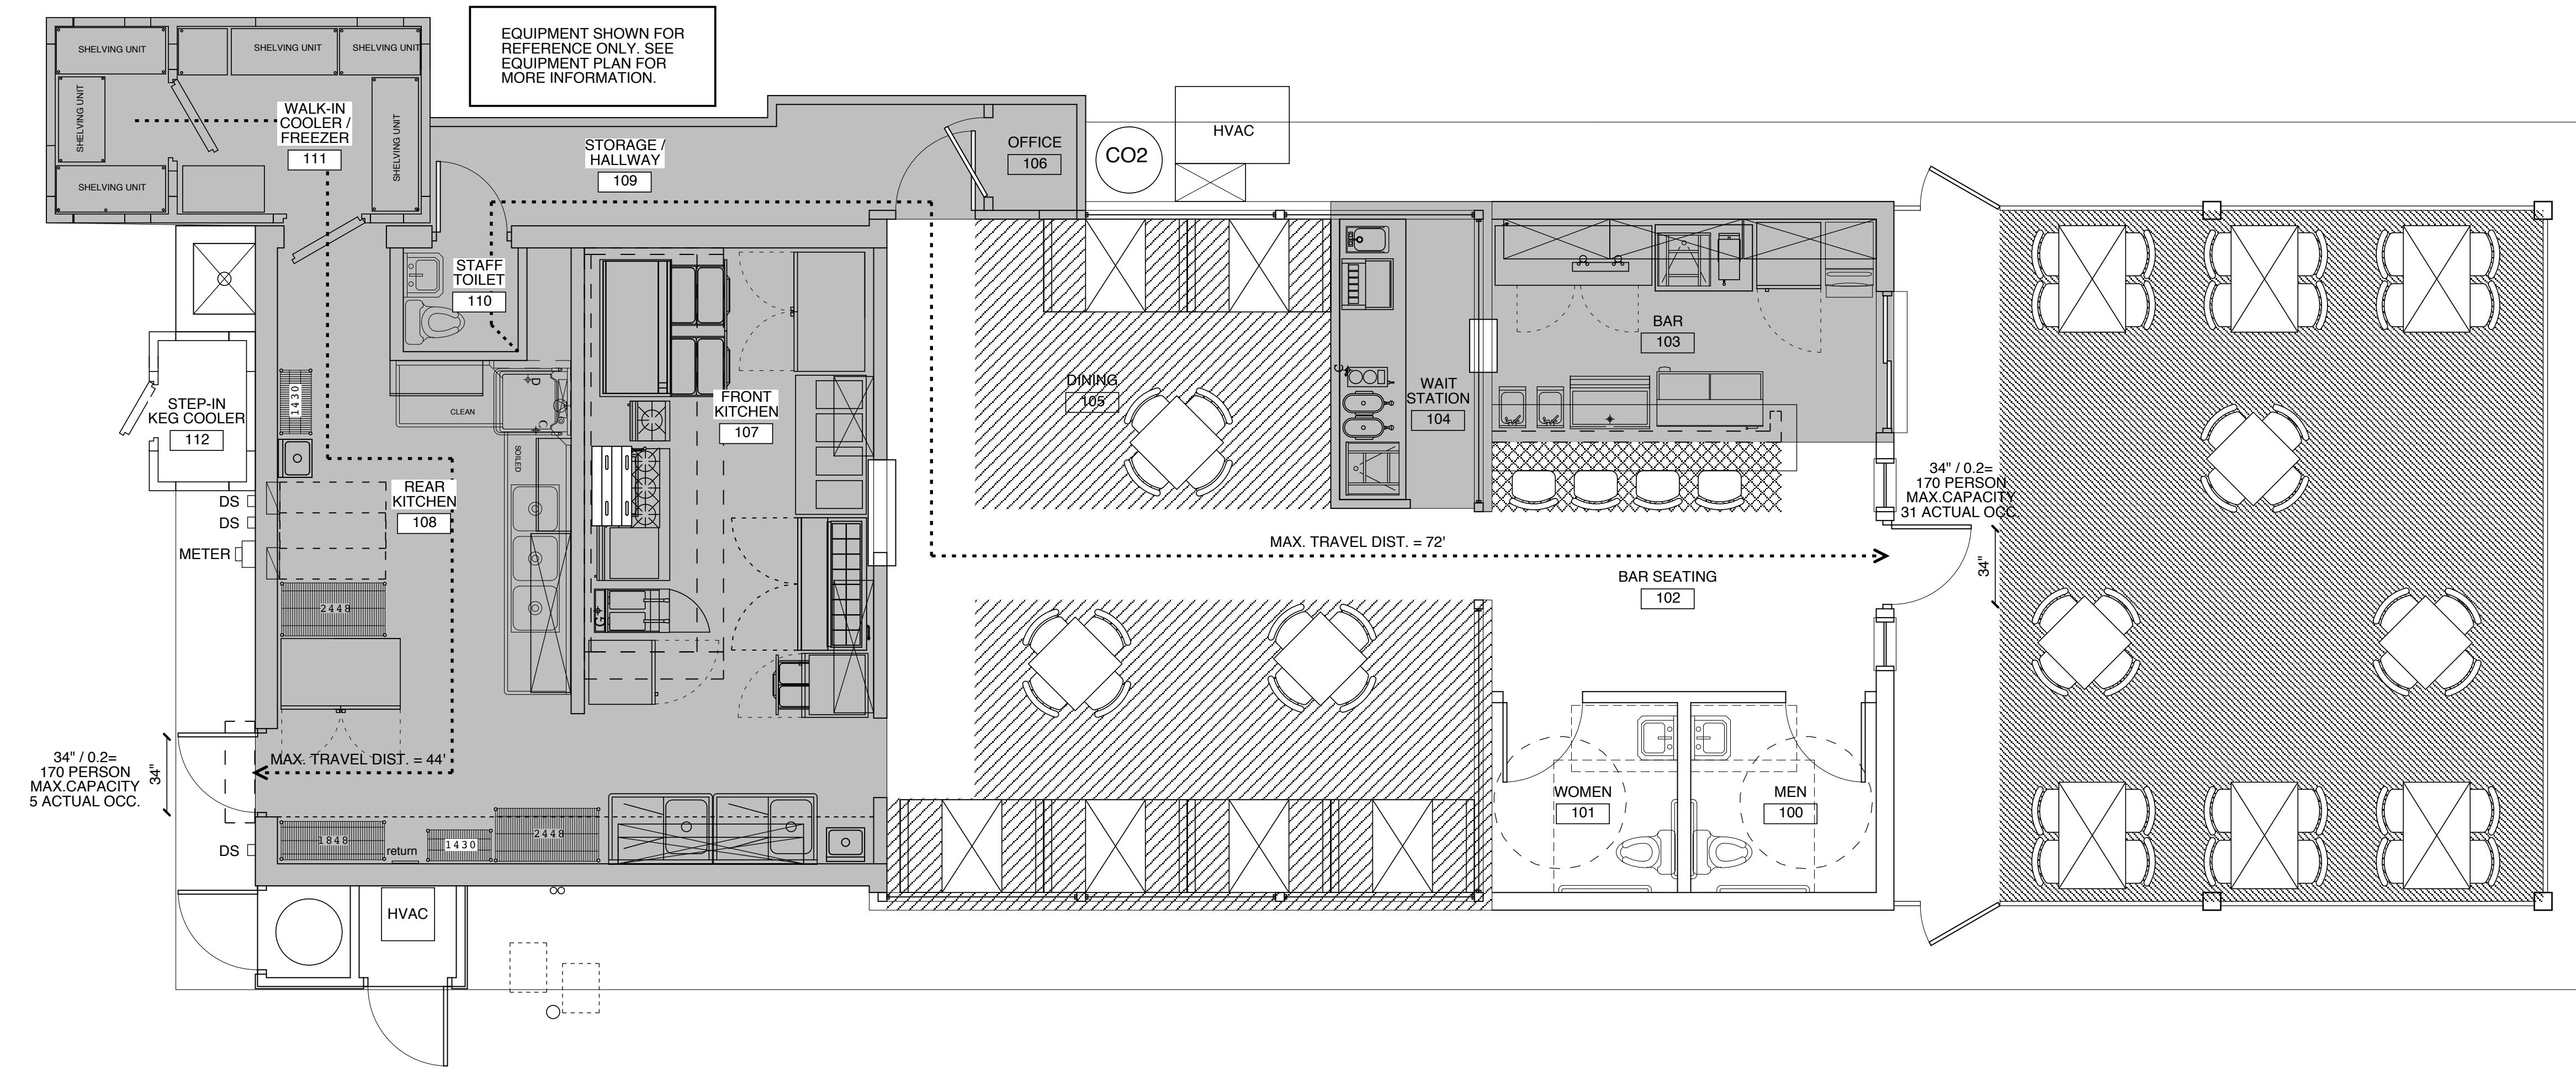 EQUIPMENT SHOWN FOR
REFERENCE ONLY. SEE
EQUIPMENT PLAN FOR
MORE INFORMATION.
SHELVING UNIT
SHELVING UNIT
SHELVING UNIT
SHELVING UNIT
SHELVING UNIT
SHELVING UNIT
WALK-IN
COOLER /
FREEZER
111
STORAGE /
HALLWAY
109
OFFICE
106
CO2
HVAC
STAFF
TOILET
110
STEP-IN
KEG COOLER
112
1430
CLEAN
SOILED
D
C
FRONT
KITCHEN
107
DINING
105
WAIT
STATION
104
BAR
103
REAR
KITCHEN
108
DS
DS
METER
2448
G
34" / 0.2=
170 PERSON
MAX.CAPACITY
31 ACTUAL OCC.
34"
MAX. TRAVEL DIST. = 72'
BAR SEATING
102
34" / 0.2=
170 PERSON
MAX.CAPACITY
5 ACTUAL OCC.
34"
MAX. TRAVEL DIST. = 44'
WOMEN
101
MEN
100
DS
1848
return
1430
2448
HVAC